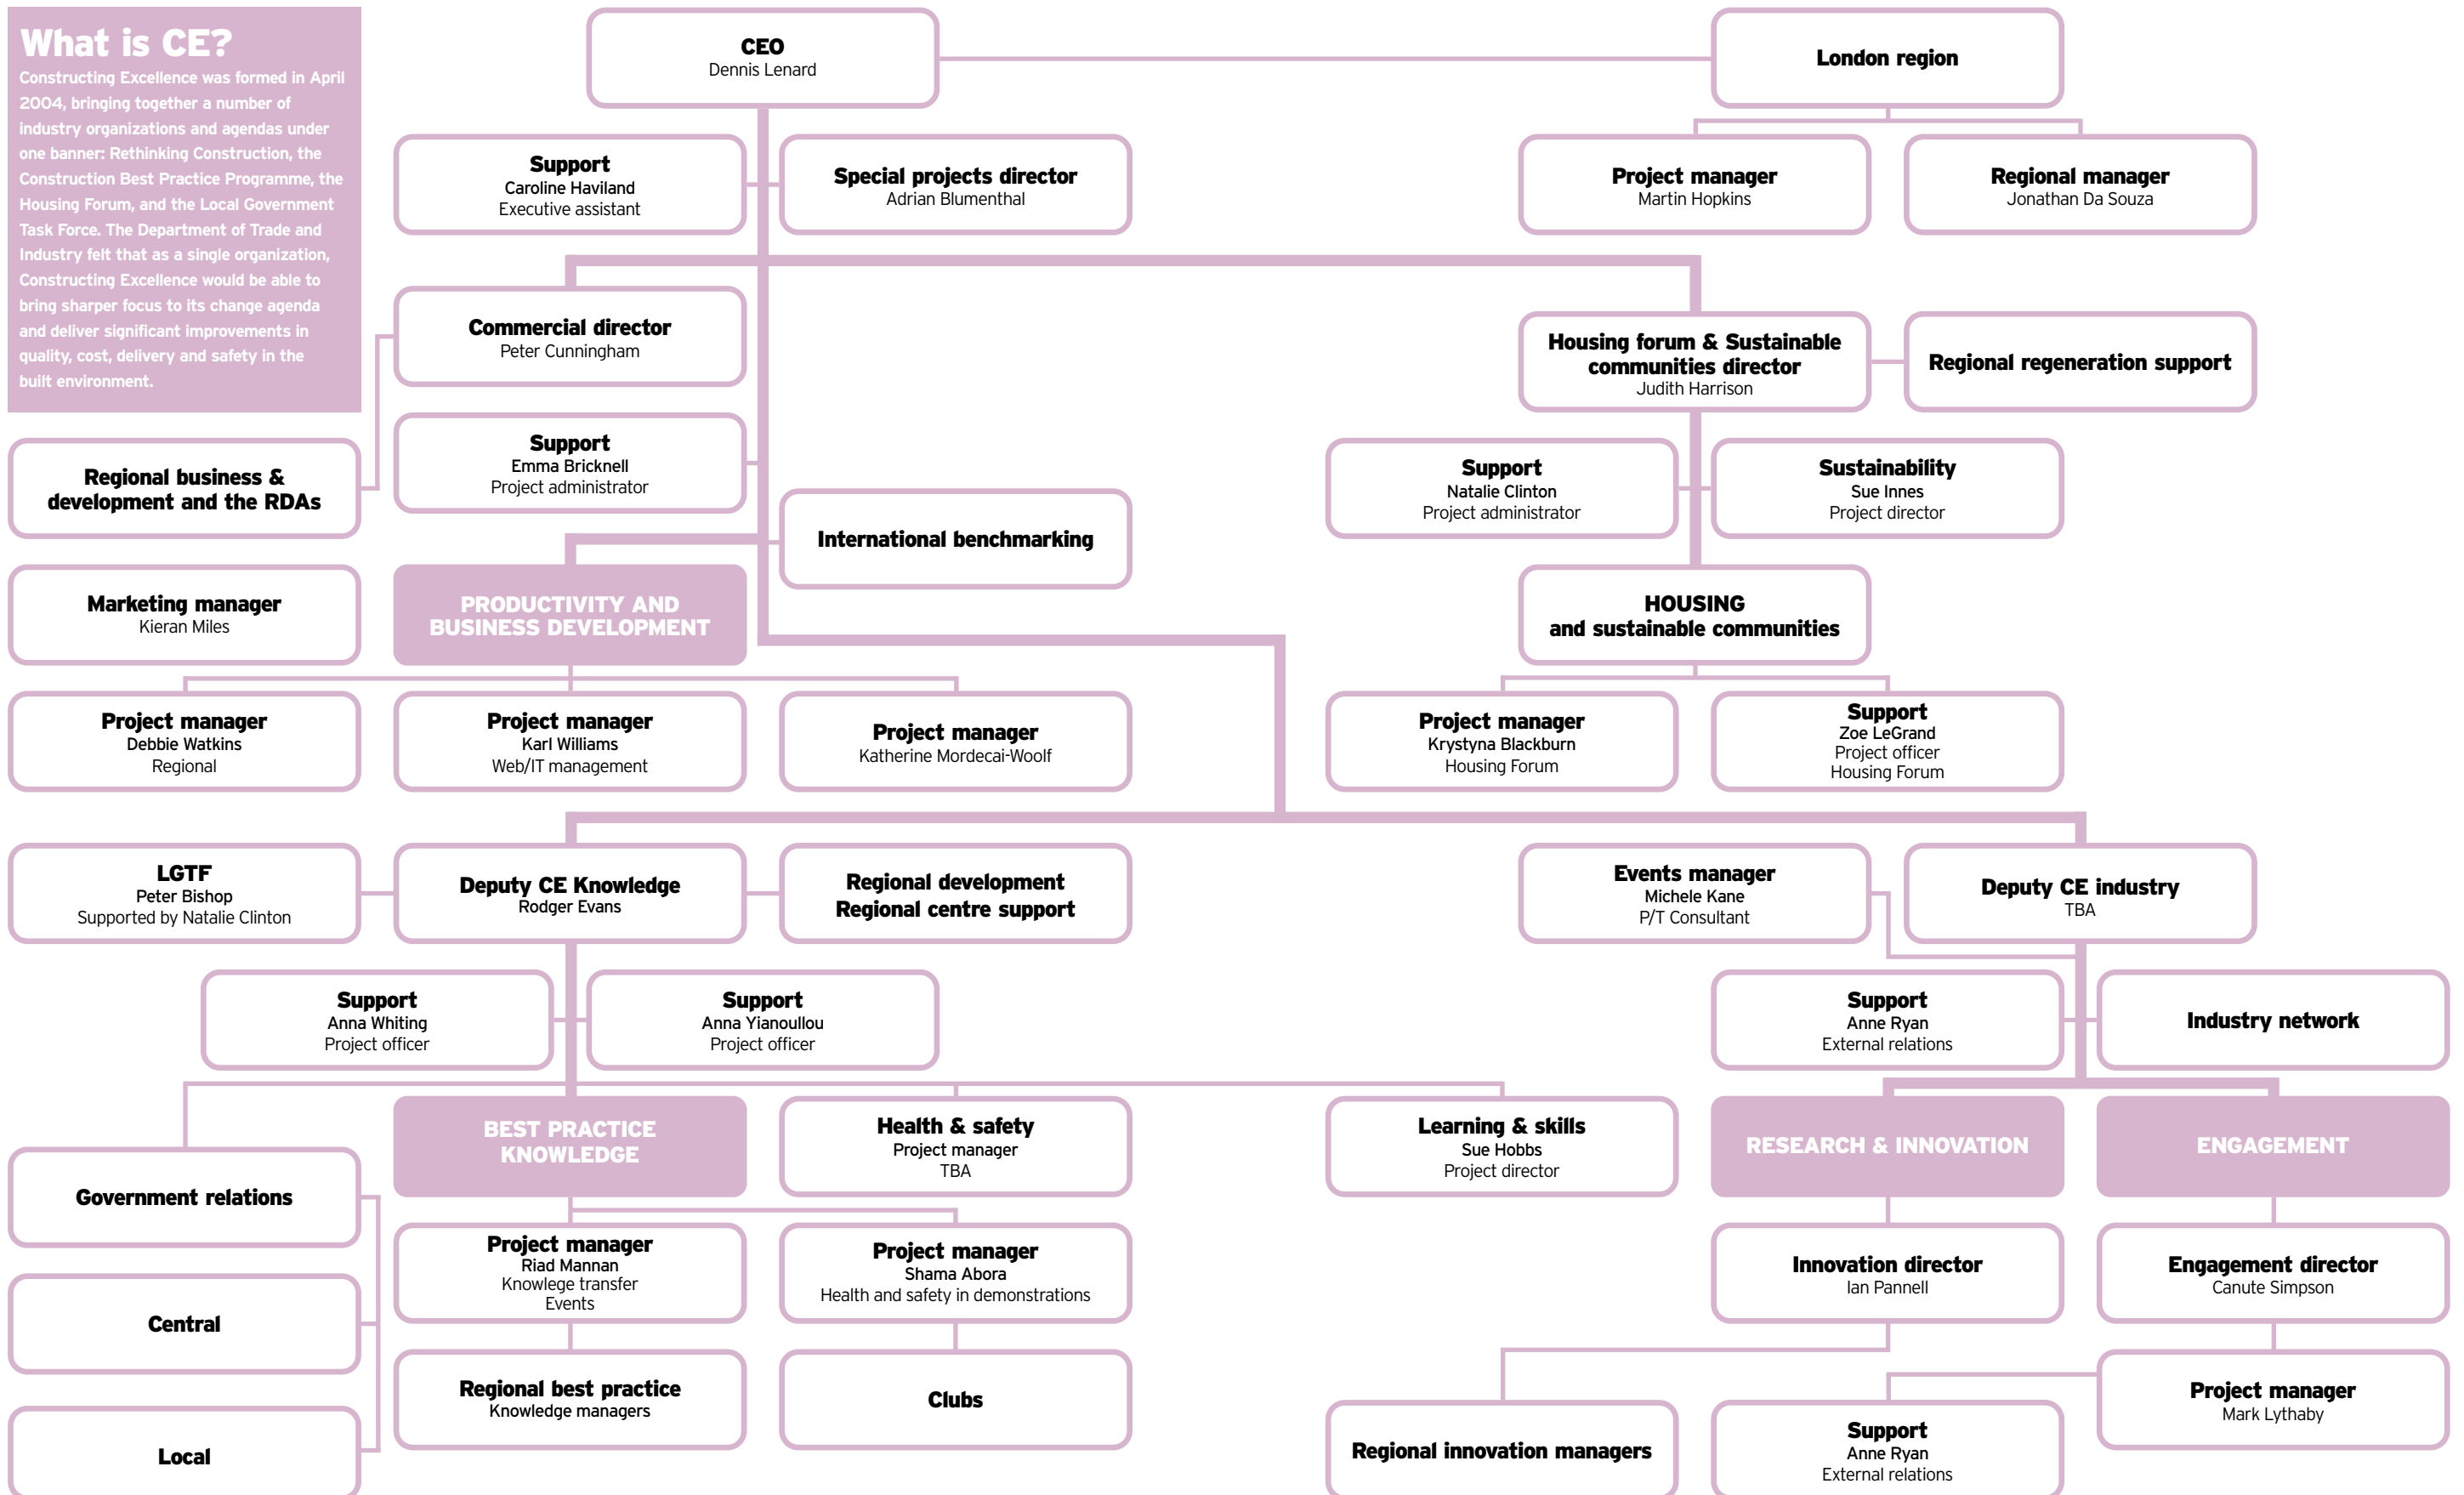 What is CE?
Constructing Excellence was formed in April
2004, bringing together a number of
industry organizations and agendas under
one banner: Rethinking Construction, the
Construction Best Practice Programme, the
Housing Forum, and the Local Government
Task Force. The Department of Trade and
Industry felt that as a single organization,
Constructing Excellence would be able to
bring sharper focus to its change agenda
and deliver significant improvements in
quality, cost, delivery and safety in the
built environment.
CEO
Dennis Lenard
London region
Support
Caroline Haviland
Executive assistant
Special projects director
Adrian Blumenthal
Project manager
Martin Hopkins
Regional manager
Jonathan Da Souza
Commercial director
Peter Cunningham
Housing forum & Sustainable
communities director
Judith Harrison
Regional regeneration support
Regional business &
development and the RDAs
Support
Emma Bricknell
Project administrator
International benchmarking
Support
Natalie Clinton
Project administrator
Sustainability
Sue Innes
Project director
Marketing manager
Kieran Miles
PRODUCTIVITY AND
BUSINESS DEVELOPMENT
HOUSING
and sustainable communities
Project manager
Debbie Watkins
Regional
Project manager
Karl Williams
Web/IT management
Project manager
Katherine Mordecai-Woolf
Project manager
Krystyna Blackburn
Housing Forum
Support
Zoe LeGrand
Project officer
Housing Forum
LGTF
Peter Bishop
Supported by Natalie Clinton
Deputy CE Knowledge
Rodger Evans
Regional development
Regional centre support
Events manager
Michele Kane
P/T Consultant
Deputy CE industry
TBA
Support
Anna Whiting
Project officer
Support
Anna Yianoullou
Project officer
Support
Anne Ryan
External relations
Industry network
Government relations
BEST PRACTICE
KNOWLEDGE
Health & safety
Project manager
TBA
Learning & skills
Sue Hobbs
Project director
RESEARCH & INNOVATION
ENGAGEMENT
Central
Project manager
Riad Mannan
Knowlege transfer
Events
Project manager
Shama Abora
Health and safety in demonstrations
Innovation director
Ian Pannell
Engagement director
Canute Simpson
Local
Regional best practice
Knowledge managers
Clubs
Regional innovation managers
Support
Anne Ryan
External relations
Project manager
Mark Lythaby